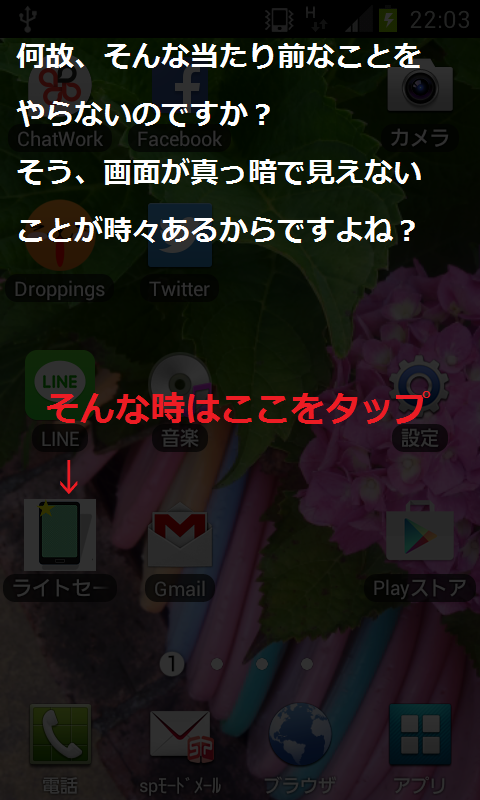 H
22:03
何故、そんな当たり前なことを
やらないのですか？
ChatWork Facebook カメラ
そう、画面が真っ暗で見えない
ことが時々あるからですよね？
Droppings Twitter
LINE
そんな時はここをタップ
LINE 音楽 設定
↓
ライトセー Gmail Playストア
1
電話 spﾓｰﾄﾞﾒｰﾙ ブラウザ アプリ